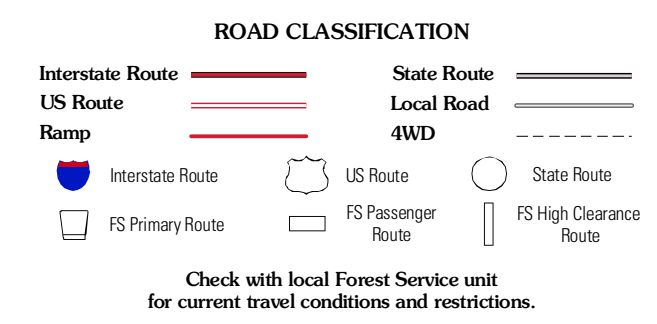 ROAD CLASSIFICATION
Interstate Route
State Route
US Route
Local Road
Ramp
4WD
Interstate Route
US Route
State Route
FS Primary Route
FS Passenger
Route
FS High Clearance
Route
Check with local Forest Service unit
for current travel conditions and restrictions.